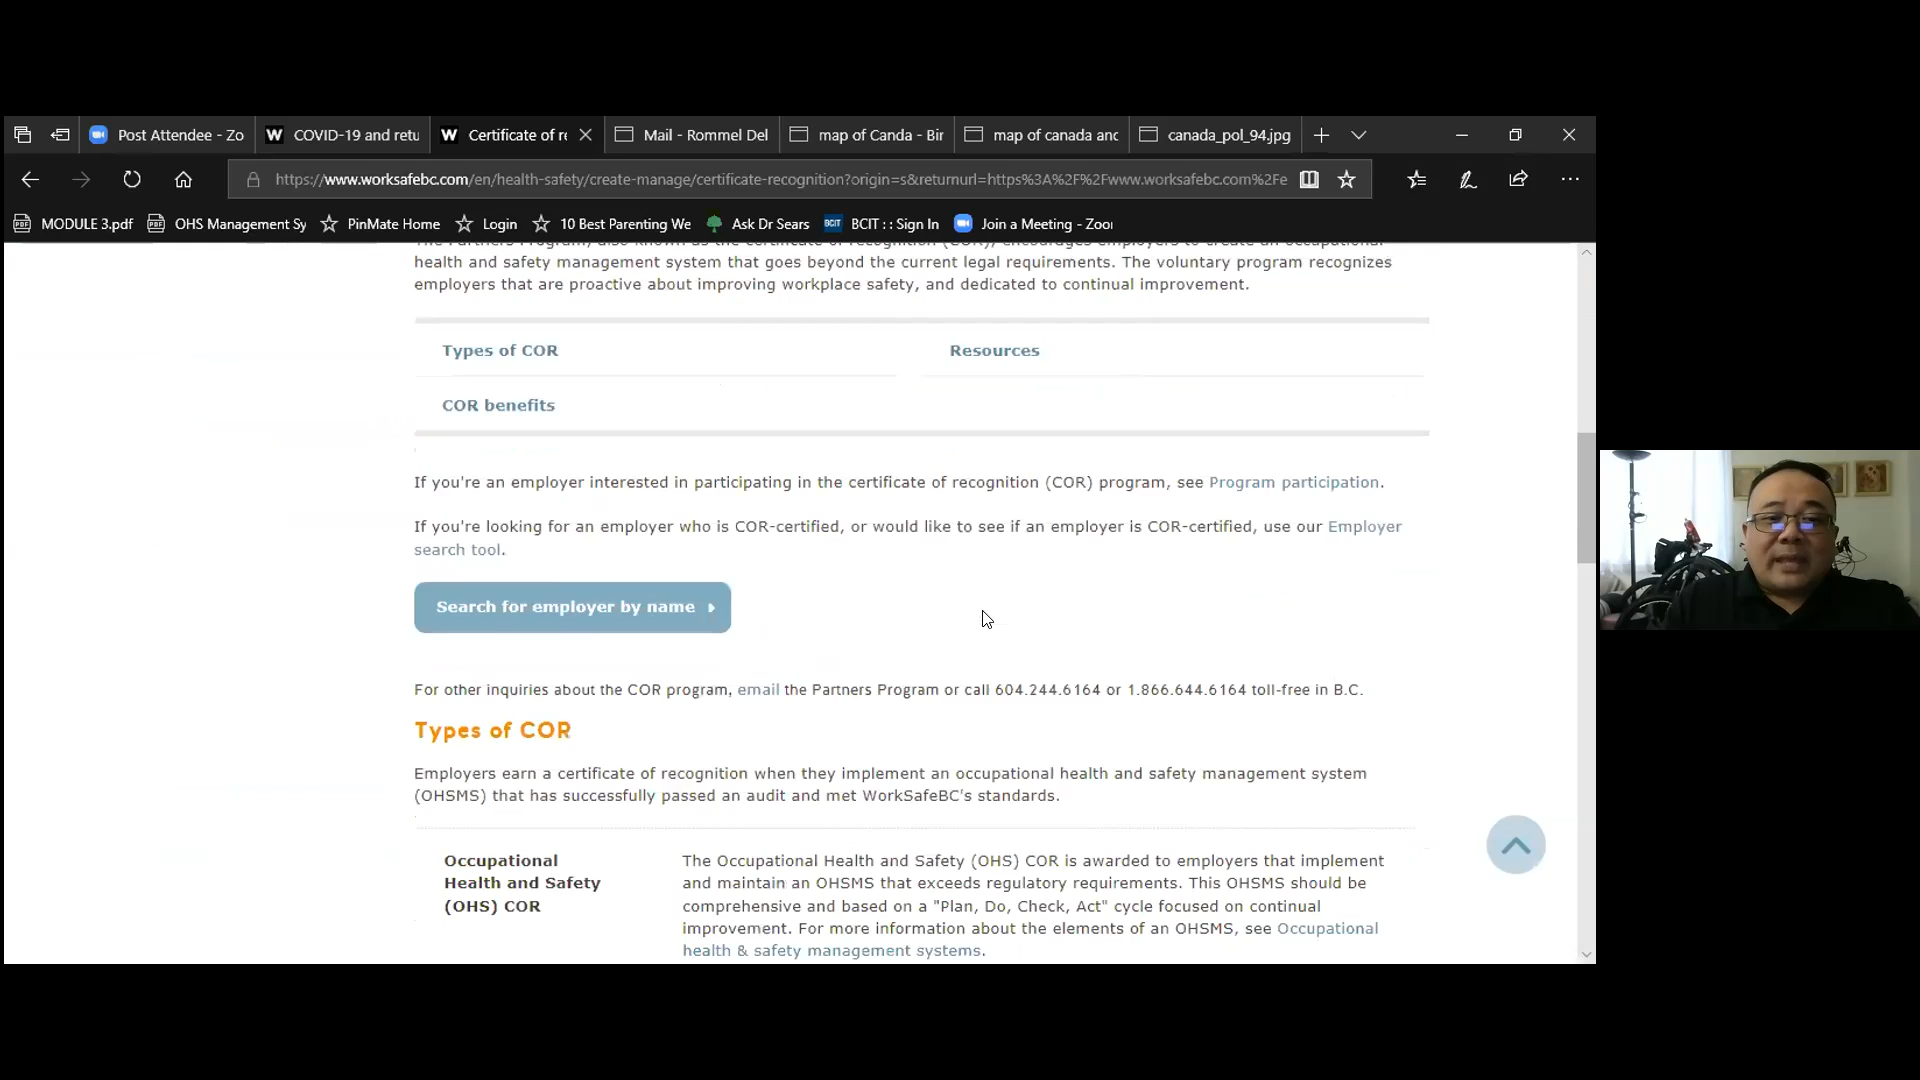 Post Attendee - Zo
COVID-19 and retu
Certificate of re
Mail - Rommel Del
map of Canda - Bir
map of canada anc
canada_pol_94.jpg
https://www.worksafebc.com/en/health-safety/create-manage/certificate-recognition?origin=s&returnurl=https%3A%2F%2Fwww.worksafebc.com%2Fe
MODULE 3.pdf
OHS Management Sy
PinMate Home
Login
10 Best Parenting We
Ask Dr Sears
BCIT
BCIT :: Sign In
Join a Meeting - Zoor
The Partners Program, also known as the certificate of recognition (COR), encourages employers to create an occupational
health and safety management system that goes beyond the current legal requirements. The voluntary program recognizes
employers that are proactive about improving workplace safety, and dedicated to continual improvement.
Types of COR
Resources
COR benefits
If you're an employer interested in participating in the certificate of recognition (COR) program, see Program participation.
If you're looking for an employer who is COR-certified, or would like to see if an employer is COR-certified, use our Employer
search tool.
Search for employer by name
For other inquiries about the COR program, email the Partners Program or call 604.244.6164 or 1.866.644.6164 toll-free in B.C.
Types of COR
Employers earn a certificate of recognition when they implement an occupational health and safety management system
(OHSMS) that has successfully passed an audit and met WorkSafeBC's standards.
Occupational
Health and Safety
(OHS) COR
The Occupational Health and Safety (OHS) COR is awarded to employers that implement
and maintain an OHSMS that exceeds regulatory requirements. This OHSMS should be
comprehensive and based on a "Plan, Do, Check, Act" cycle focused on continual
improvement. For more information about the elements of an OHSMS, see Occupational
health & safety management systems.